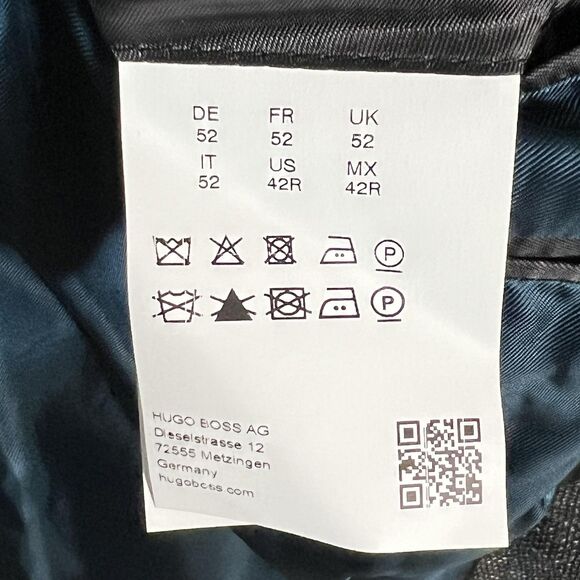 DE FR UK
52 52 52
IT US MX
52 42R 42R
P
P
HUGO BOSS AG
Dieselstrasse 12
72555 Metzingen
Germany
hugoboss.com